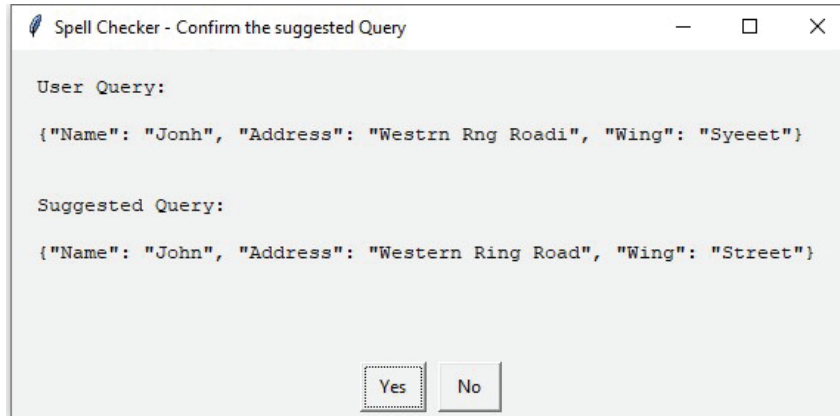 Spell Checker - Confirm the suggested Query
User Query:
{"Name": "Jonh", "Address": "Westrn Rng Roadi", "Wing": "Syeeet"}
Suggested Query:
{"Name": "John", "Address": "Western Ring Road", "Wing": "Street"}
Yes No